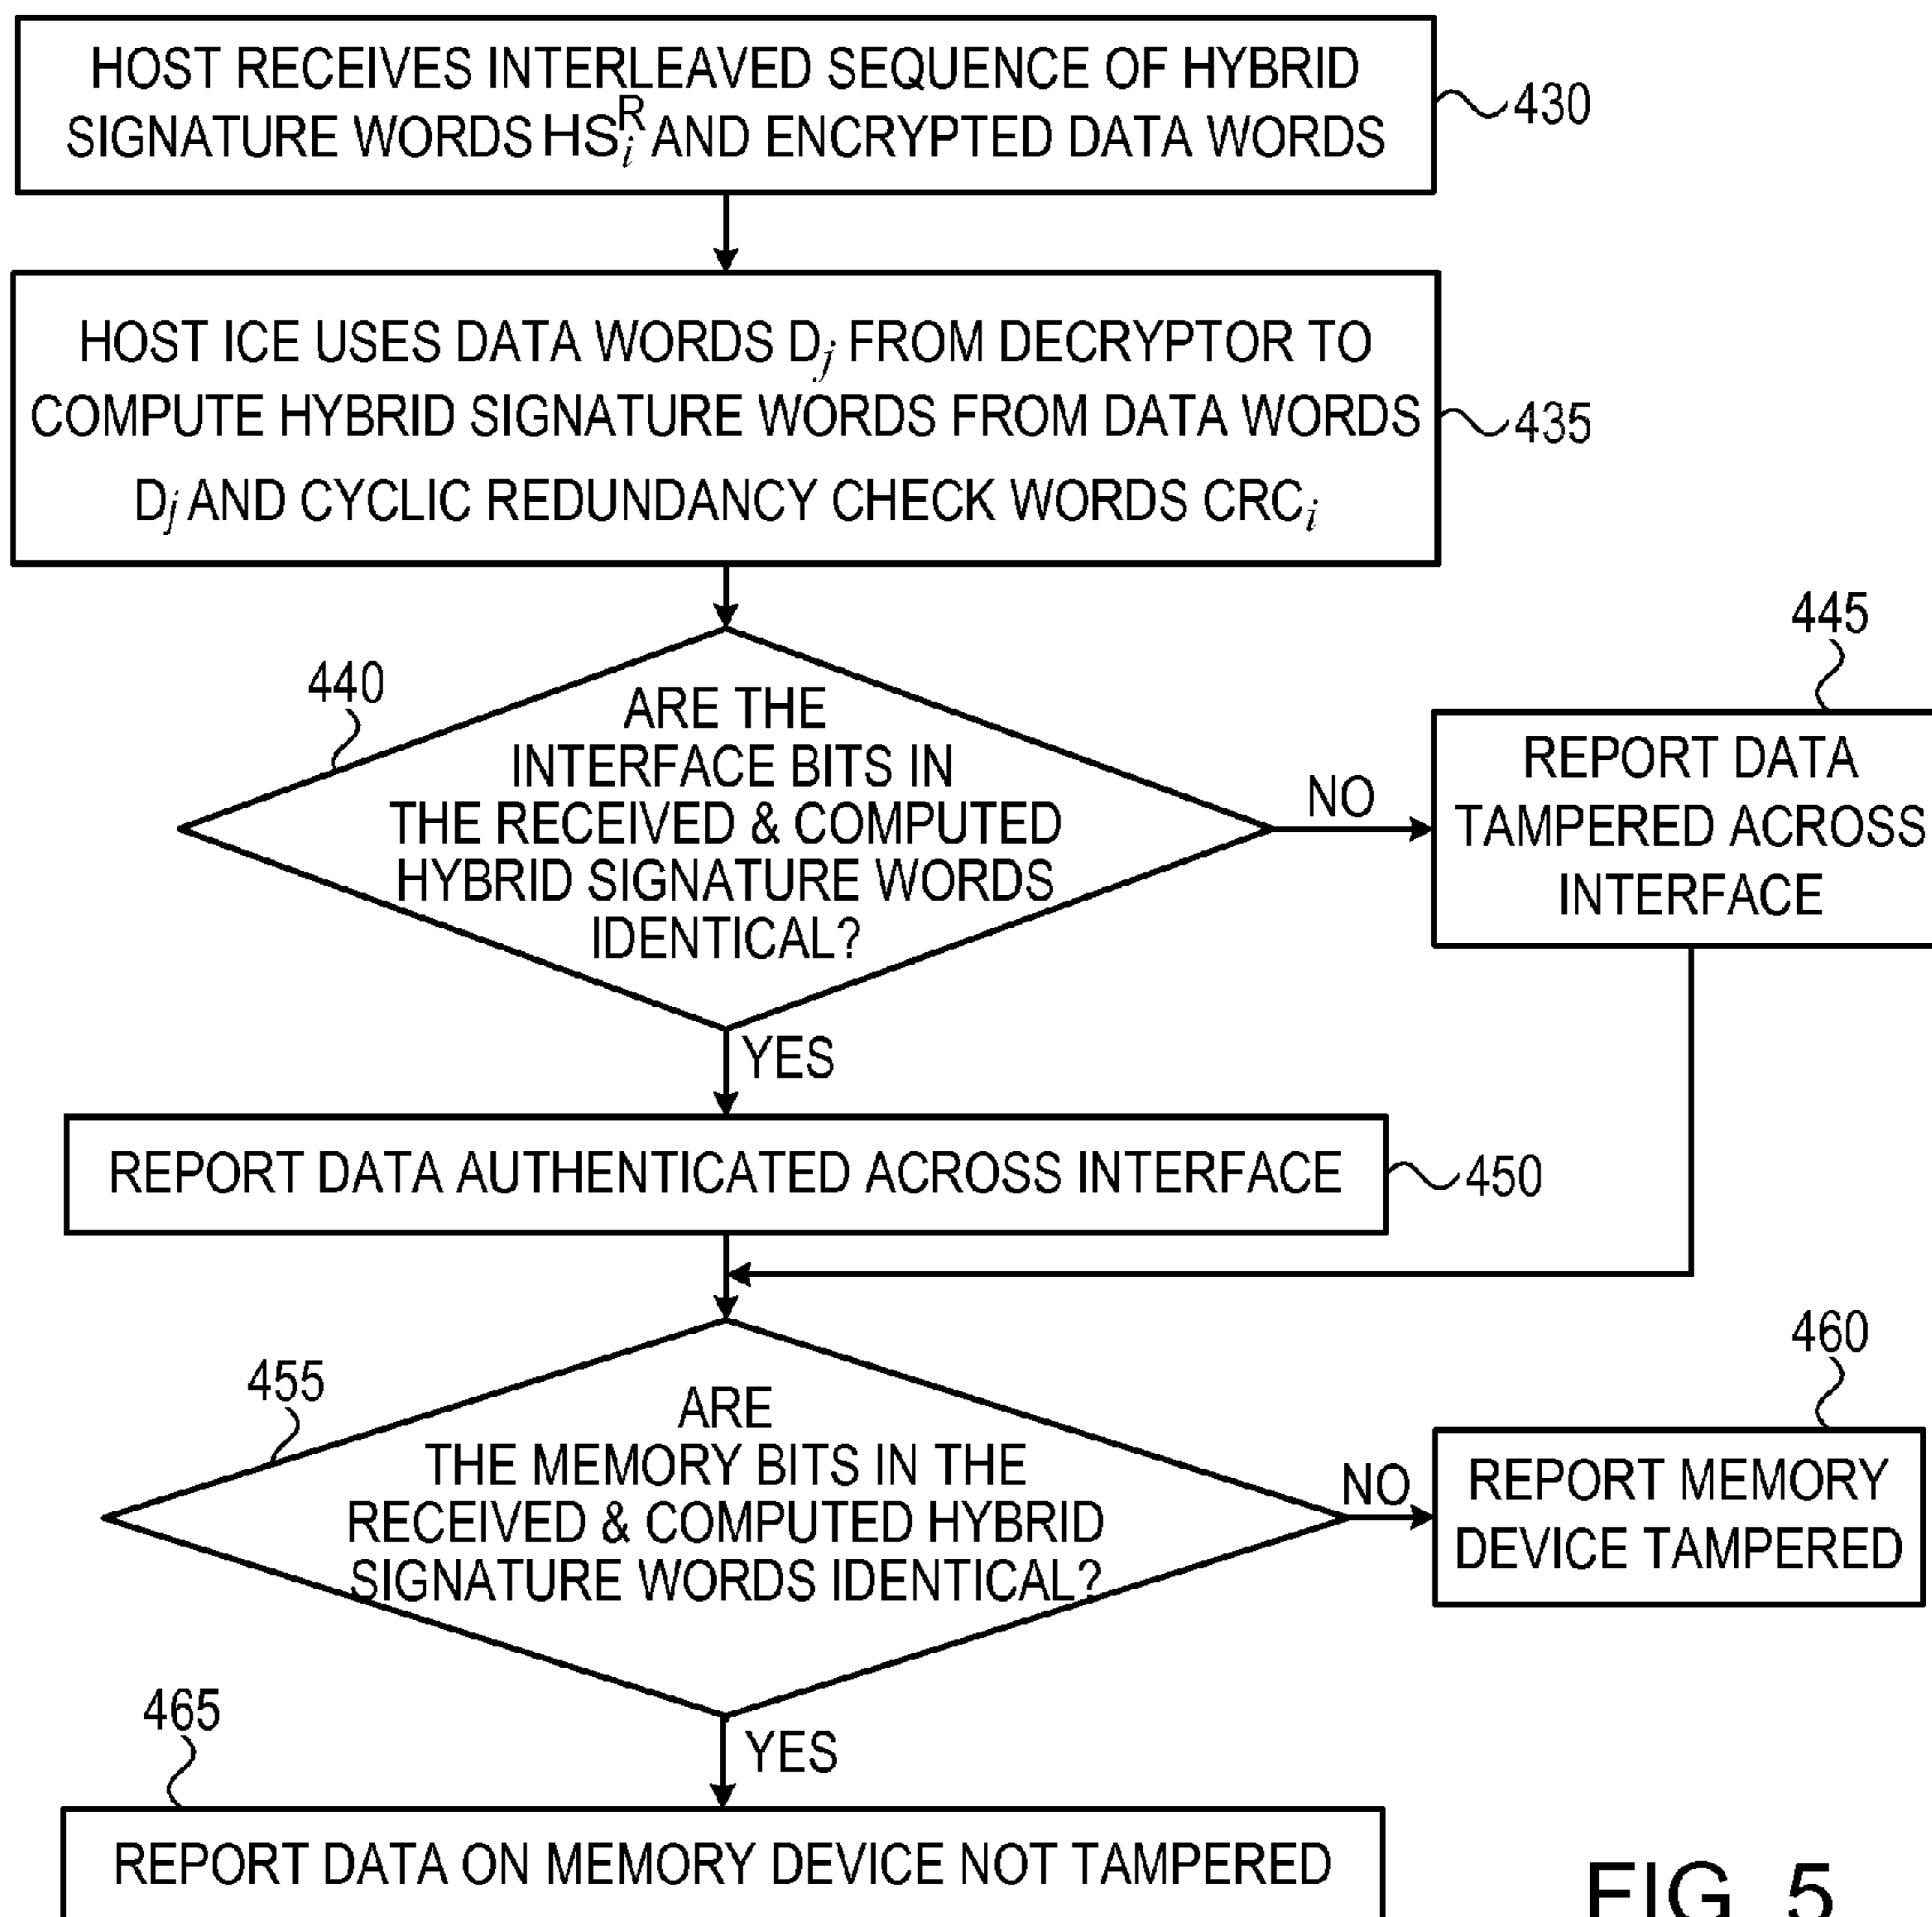 HOST RECEIVES INTERLEAVED SEQUENCE OF HYBRID
SIGNATURE WORDS HS_i^R AND ENCRYPTED DATA WORDS
430
HOST ICE USES DATA WORDS D_j FROM DECRYPTOR TO
COMPUTE HYBRID SIGNATURE WORDS FROM DATA WORDS
D_j AND CYCLIC REDUNDANCY CHECK WORDS CRC_i
435
440
ARE THE
INTERFACE BITS IN
THE RECEIVED & COMPUTED
HYBRID SIGNATURE WORDS
IDENTICAL?
NO
445
REPORT DATA
TAMPERED ACROSS
INTERFACE
YES
REPORT DATA AUTHENTICATED ACROSS INTERFACE
450
455
ARE
THE MEMORY BITS IN THE
RECEIVED & COMPUTED HYBRID
SIGNATURE WORDS IDENTICAL?
NO
460
REPORT MEMORY
DEVICE TAMPERED
YES
465
REPORT DATA ON MEMORY DEVICE NOT TAMPERED
FIG. 5